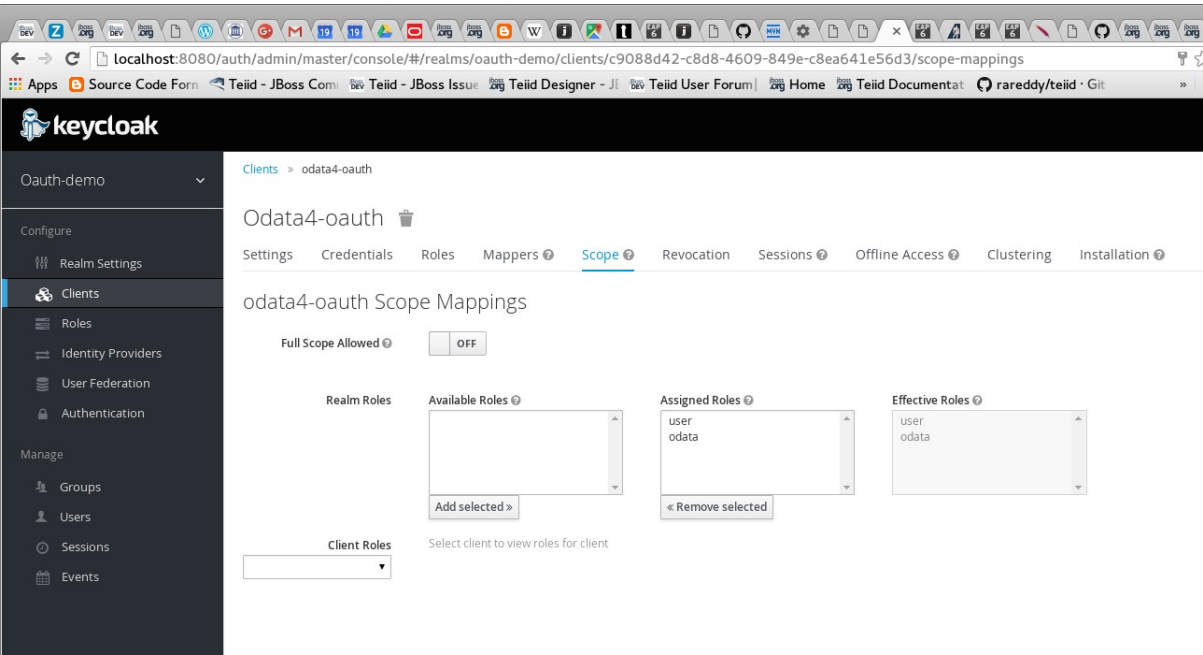 localhost:8080/auth/admin/master/console/#/realms/oauth-demo/clients/c9088d42-c8d8-4609-849e-c8ea641e56d3/scope-mappings
Apps Source Code Forn Teiid - JBoss Com Teiid - JBoss Issue Teiid Designer - JI Teiid User Forum| Home Teiid Documentat rareddy/teiid · Git »
keycloak
Oauth-demo
Clients » odata4-oauth
Odata4-oauth
Configure
Settings Credentials Roles Mappers Scope Revocation Sessions Offline Access Clustering Installation
Realm Settings
Clients
odata4-oauth Scope Mappings
Roles
Full Scope Allowed OFF
Identity Providers
User Federation
Realm Roles Available Roles Assigned Roles Effective Roles
Authentication
user user
odata odata
Manage
Groups
Add selected » « Remove selected
Users
Sessions
Client Roles Select client to view roles for client
Events